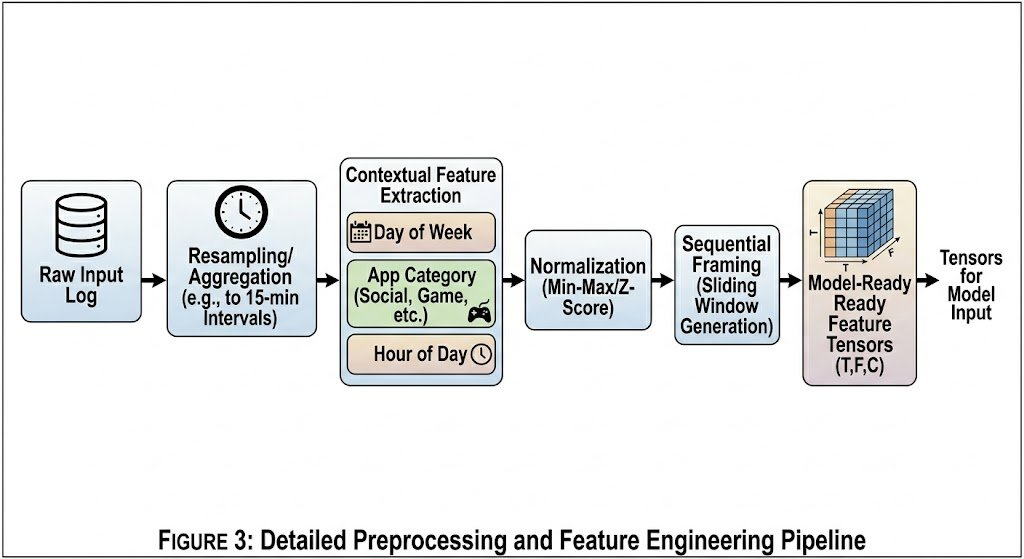 Raw Input
Log
Resampling/
Aggregation
(e.g., to 15-min
Intervals)
Contextual Feature
Extraction
Day of Week
App Category
(Social, Game,
etc.)
Hour of Day
Normalization
(Min-Max/Z-
Score)
Sequential
Framing
(Sliding
Window
Generation)
T
T
F
Model-Ready
Ready
Feature
Tensors
(T,F,C)
Tensors
for
Model
Input
FIGURE 3: Detailed Preprocessing and Feature Engineering Pipeline